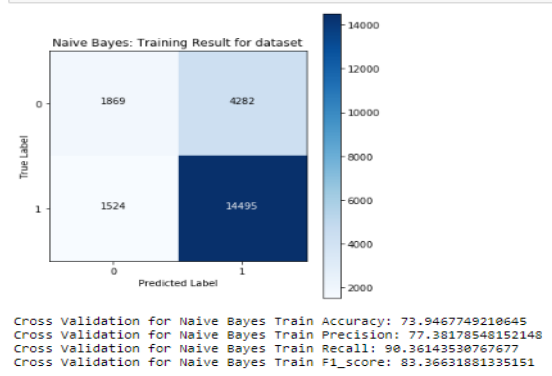 Naive Bayes: Training Result for dataset
14000
12000
10000
8000
6000
4000
2000
True Label
0
1869
4282
1
1524
14495
0
1
Predicted Label
Cross Validation for Naive Bayes Train Accuracy: 73.9467749210645
Cross Validation for Naive Bayes Train Precision: 77.38178548152148
Cross Validation for Naive Bayes Train Recall: 90.36143530767677
Cross Validation for Naive Bayes Train F1_score: 83.36631881335151